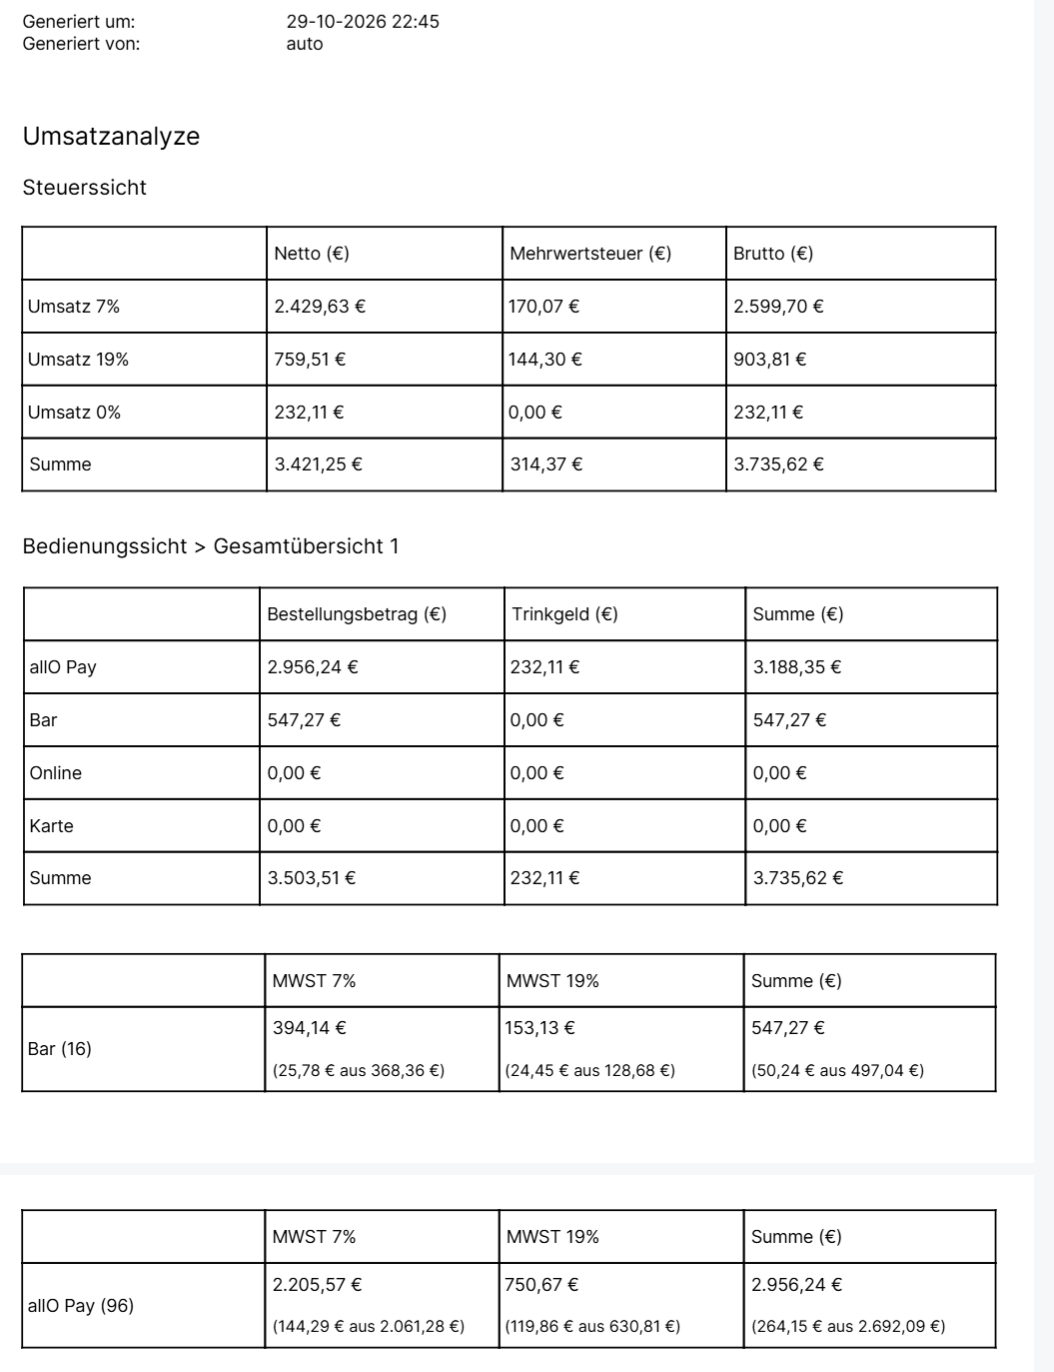 Generiert um: 29-10-2026 22:45
Generiert von: auto
Umsatzanalyze
Steuerssicht
Netto (€) Mehrwertsteuer (€) Brutto (€)
Umsatz 7% 2.429,63 € 170,07 € 2.599,70 €
Umsatz 19% 759,51 € 144,30 € 903,81 €
Umsatz 0% 232,11 € 0,00 € 232,11 €
Summe 3.421,25 € 314,37 € 3.735,62 €
Bedienungssicht > Gesamtübersicht 1
Bestellungsbetrag (€) Trinkgeld (€) Summe (€)
allO Pay 2.956,24 € 232,11 € 3.188,35 €
Bar 547,27 € 0,00 € 547,27 €
Online 0,00 € 0,00 € 0,00 €
Karte 0,00 € 0,00 € 0,00 €
Summe 3.503,51 € 232,11 € 3.735,62 €
MWST 7% MWST 19% Summe (€)
Bar (16) 394,14 € 153,13 € 547,27 €
(25,78 € aus 368,36 €) (24,45 € aus 128,68 €) (50,24 € aus 497,04 €)
MWST 7% MWST 19% Summe (€)
allO Pay (96) 2.205,57 € 750,67 € 2.956,24 €
(144,29 € aus 2.061,28 €) (119,86 € aus 630,81 €) (264,15 € aus 2.692,09 €)